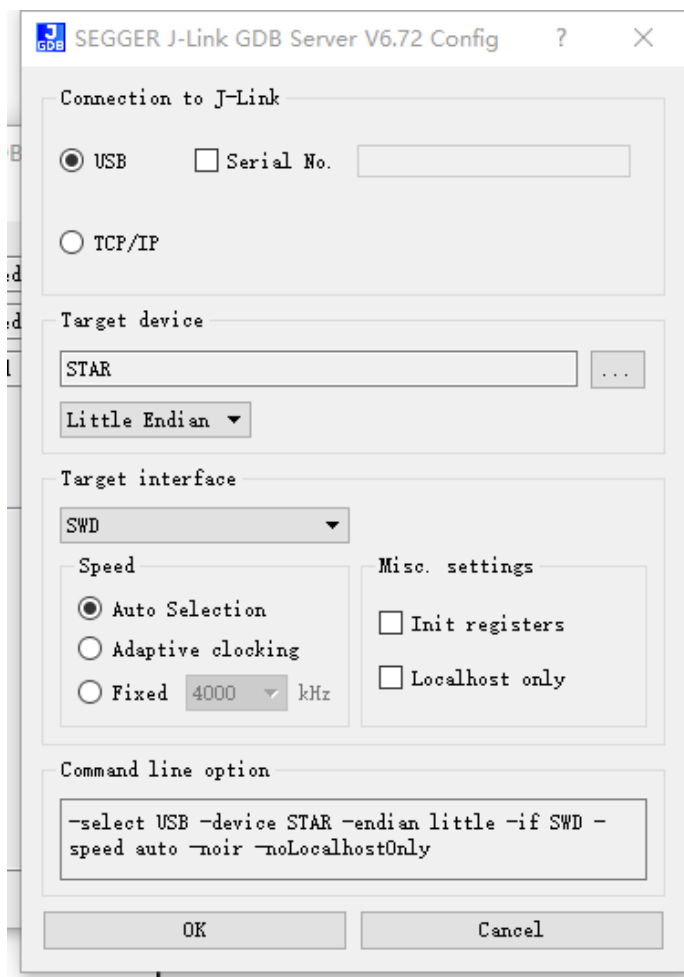 J
GDB
SEGGER J-Link GDB Server V6.72 Config ?
Connection to J-Link
USB Serial No.
TCP/IP
Target device
STAR ...
Little Endian
Target interface
SWD
Speed Misc. settings
Auto Selection
Init registers
Adaptive clocking
Localhost only
Fixed 4000 kHz
Command line option
-select USB -device STAR -endian little -if SWD -
speed auto -noir -noLocalhostOnly
OK Cancel